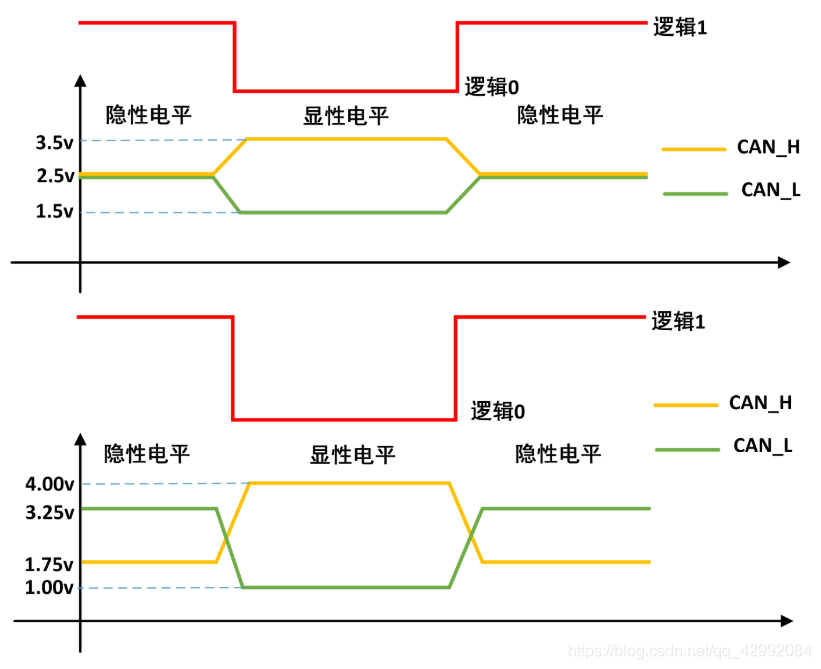 逻辑1
逻辑0
隐性电平
显性电平
隐性电平
3.5v
CAN_H
2.5v
CAN_L
1.5v
逻辑1
CAN_H
逻辑0
CAN_L
隐性电平
显性电平
隐性电平
4.00v
3.25v
1.75v
1.00v
https://blog.csdn.net/qq_42992084